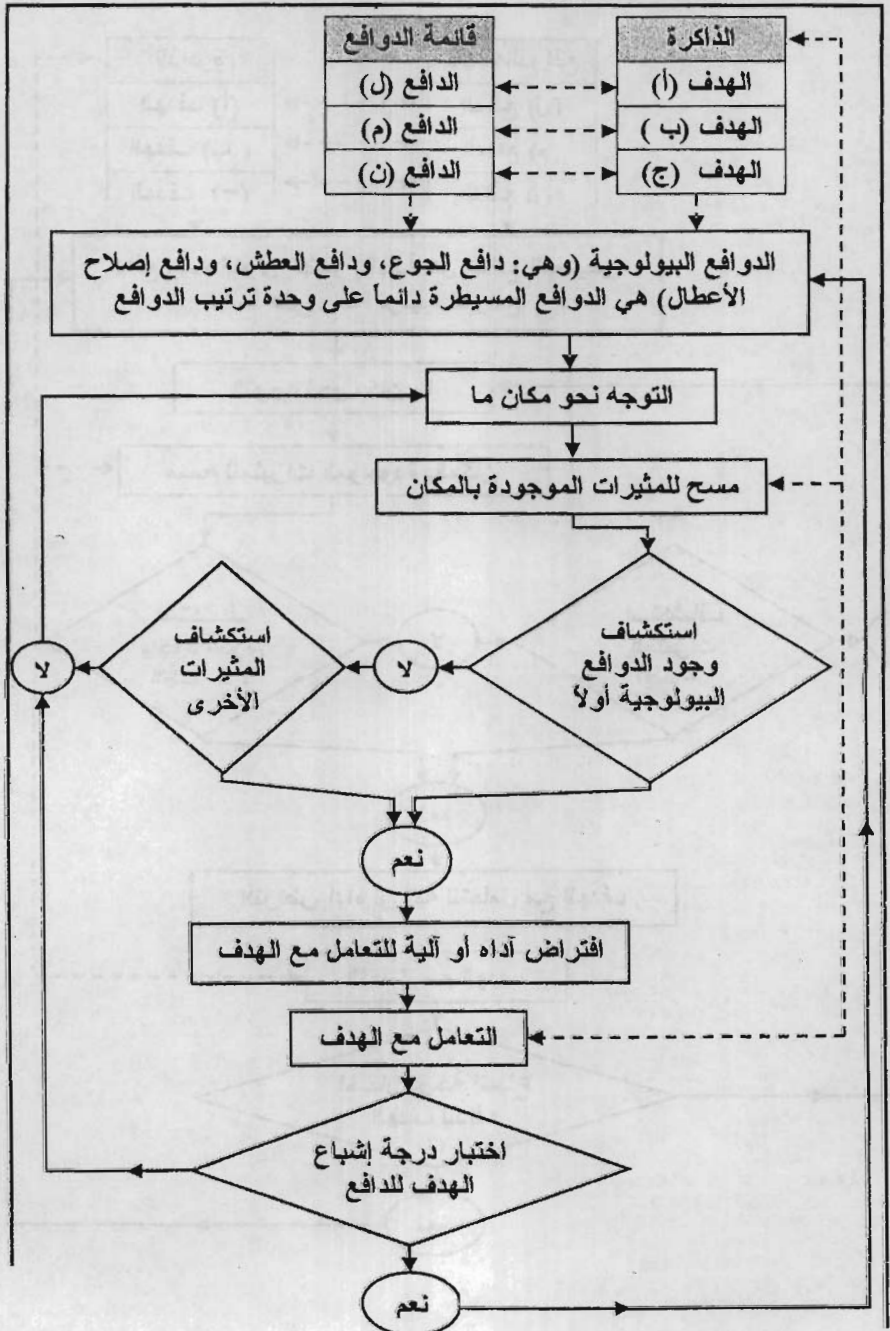 الذاكرة
قائمة الدوافع
الهدف (أ)
الدافع (ل)
الهدف (ب)
الدافع (م)
الهدف (ج)
الدافع (ن)
الدوافع البيولوجية (وهي: دافع الجوع، ودافع العطش، ودافع إصلاح
الأعطال) هي الدوافع المسيطرة دائماً على وحدة ترتيب الدوافع
التوجه نحو مكان ما
مسح للمثيرات الموجودة بالمكان
استكشاف
وجود الدوافع
البيولوجية أولاً
لا
استكشاف
المثيرات
الأخرى
لا
نعم
افتراض آداه أو آلية للتعامل مع الهدف
التعامل مع الهدف
اختبار درجة إشباع
الهدف للدافع
نعم